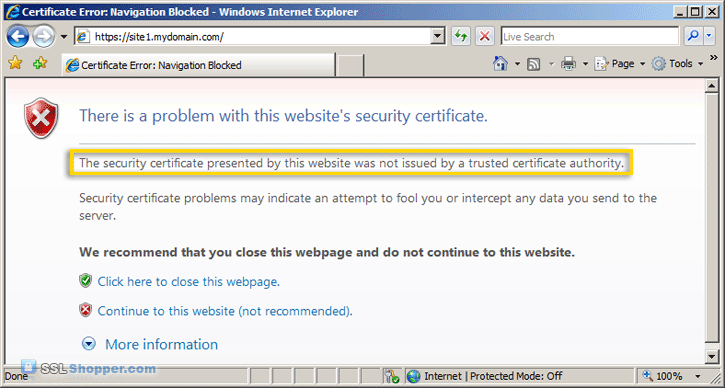 Certificate Error: Navigation Blocked - Windows Internet Explorer
https://site1.mydomain.com/
Live Search
Certificate Error: Navigation Blocked
Page
Tools
There is a problem with this website's security certificate.
The security certificate presented by this website was not issued by a trusted certificate authority.
Security certificate problems may indicate an attempt to fool you or intercept any data you send to the
server.
We recommend that you close this webpage and do not continue to this website.
Click here to close this webpage.
Continue to this website (not recommended).
More information
SSLShopper.com
Done
Internet | Protected Mode: Off
100%